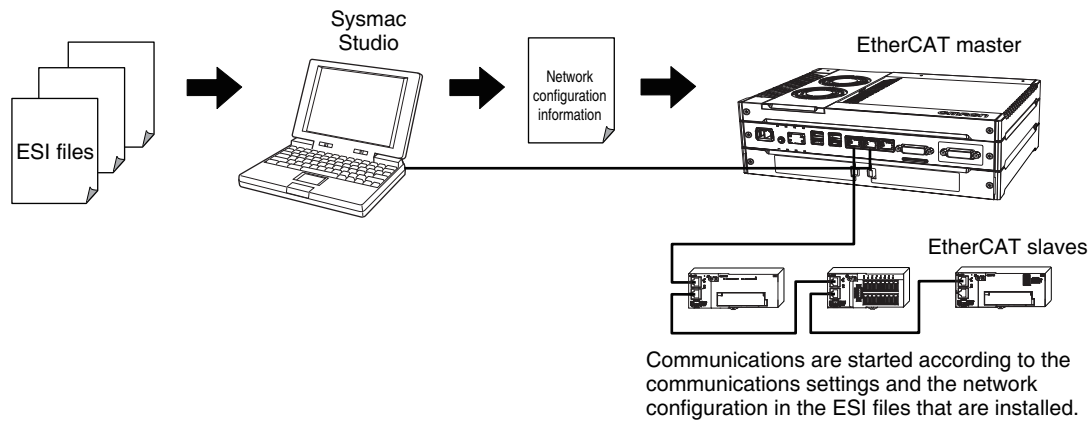 Sysmac
Studio
EtherCAT master
ESI files
Network
configuration
information
omron
EtherCAT slaves
Communications are started according to the
communications settings and the network
configuration in the ESI files that are installed.